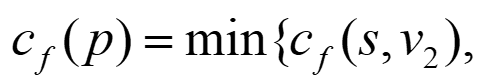 c_f(p) = min{c_f(s, v_2),